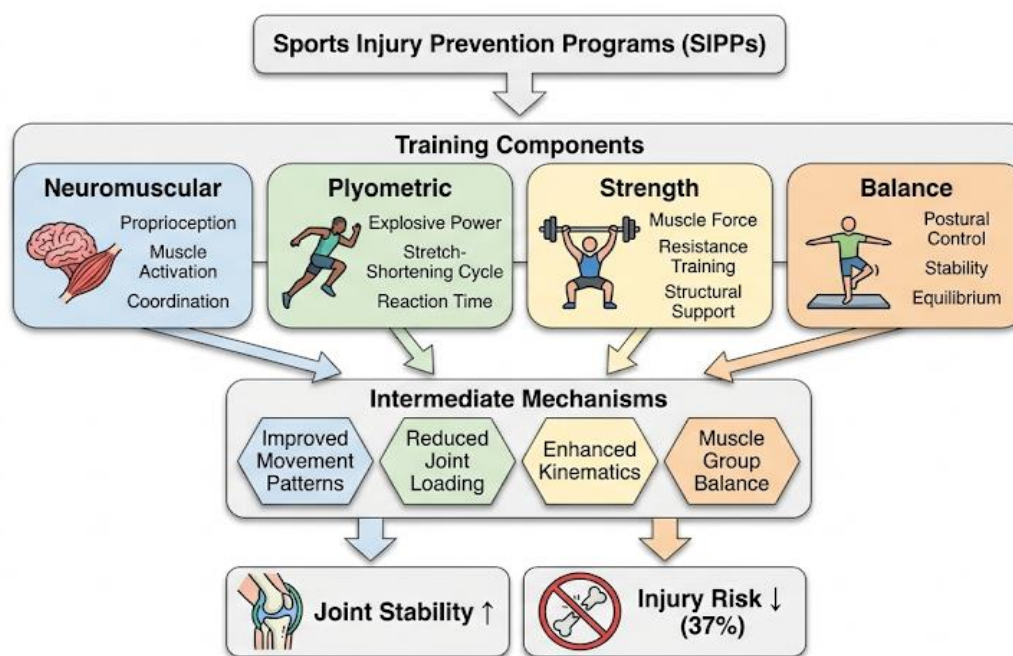 Sports Injury Prevention Programs (SIPPs)
Training Components
Neuromuscular
Proprioception
Muscle
Activation
Coordination
Plyometric
Explosive Power
Stretch-
Shortening Cycle
Reaction Time
Strength
Muscle Force
Resistance
Training
Structural
Support
Balance
Postural
Control
Stability
Equilibrium
Intermediate Mechanisms
Improved
Movement
Patterns
Reduced
Joint
Loading
Enhanced
Kinematics
Muscle
Group
Balance
Joint Stability ↑
Injury Risk ↓
(37%)